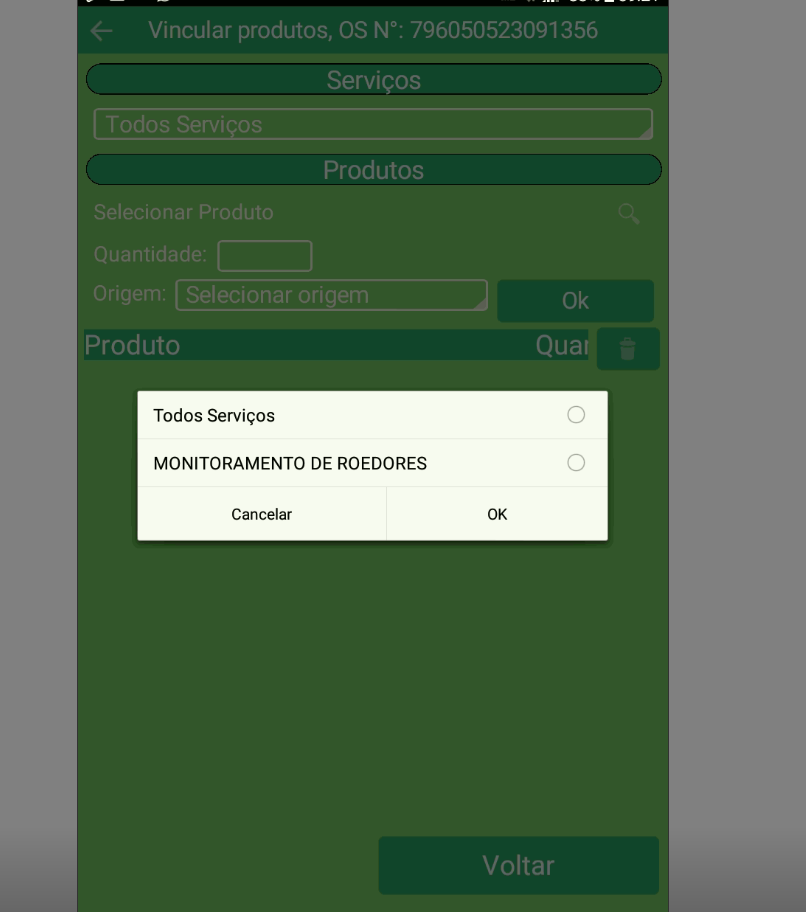 Vincular produtos, OS N°: 796050523091356
Serviços
Todos Serviços
Produtos
Selecionar Produto
Quantidade:
Origem: Selecionar origem Ok
Produto Quar
Todos Serviços
MONITORAMENTO DE ROEDORES
Cancelar OK
Voltar